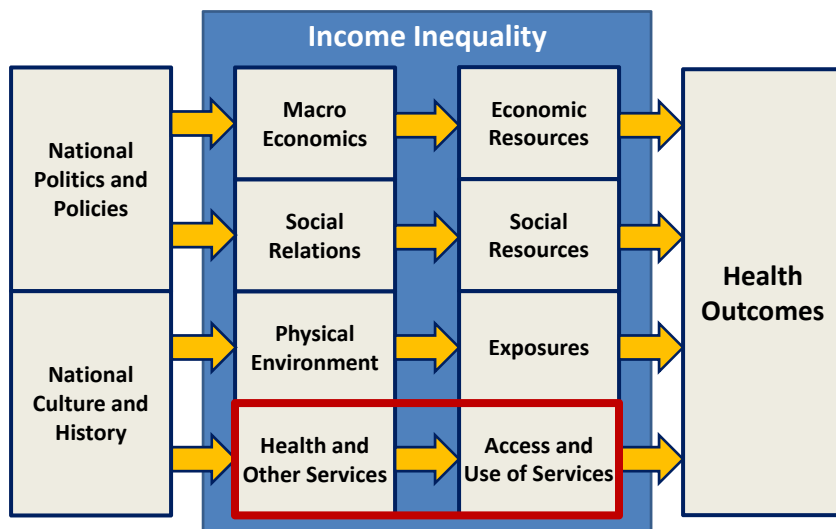 Income Inequality
National
Politics and
Policies
National
Culture and
History
Macro
Economics
Social
Relations
Physical
Environment
Health and
Other Services
Economic
Resources
Social
Resources
Exposures
Access and
Use of Services
Health
Outcomes